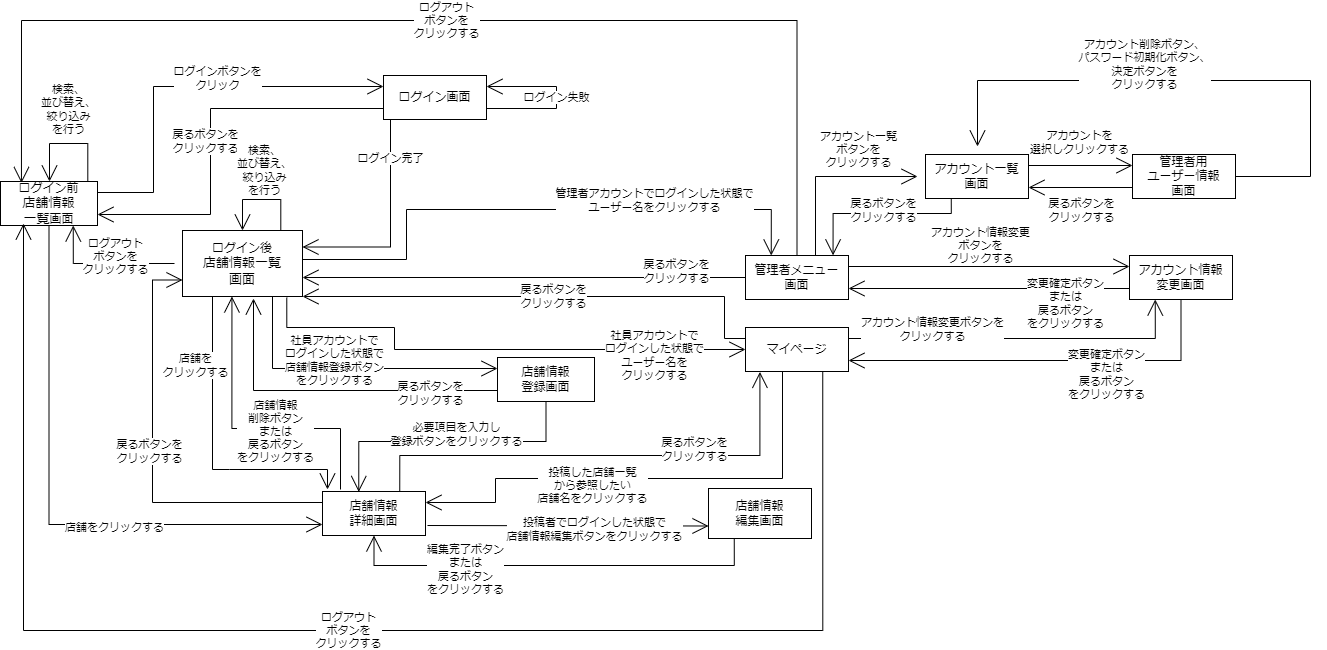 ログアウト
ボタンを
クリックする
検索、
並び替え、
絞り込み
を行う
ログインボタンを
クリック
ログイン画面
ログイン失敗
戻るボタンを
クリックする
検索、
並び替え、
絞り込み
を行う
ログイン完了
アカウント削除ボタン、
パスワード初期化ボタン、
決定ボタンを
クリックする
アカウント一覧
ボタンを
クリックする
アカウントを
選択しクリックする
アカウント一覧
画面
管理者用
ユーザー情報
画面
戻るボタンを
クリックする
戻るボタンを
クリックする
ログイン前
店舗情報
一覧画面
管理者アカウントでログインした状態で
ユーザー名をクリックする
ログアウト
ボタンを
クリックする
ログイン後
店舗情報一覧
画面
アカウント情報変更
ボタンを
クリックする
戻るボタンを
クリックする
管理者メニュー
画面
アカウント情報
変更画面
変更確定ボタン
または
戻るボタン
をクリックする
戻るボタンを
クリックする
アカウント情報変更ボタンを
クリックする
社員アカウントで
ログインした状態で
ユーザー名を
クリックする
マイページ
変更確定ボタン
または
戻るボタン
をクリックする
店舗を
クリックする
社員アカウントで
ログインした状態で
店舗情報登録ボタン
をクリックする
店舗情報
登録画面
戻るボタンを
クリックする
店舗情報
削除ボタン
または
戻るボタン
をクリックする
必要項目を入力し
登録ボタンをクリックする
戻るボタンを
クリックする
戻るボタンを
クリックする
投稿した店舗一覧
から参照したい
店舗名をクリックする
店舗情報
詳細画面
店舗情報
編集画面
店舗をクリックする
投稿者でログインした状態で
店舗情報編集ボタンをクリックする
編集完了ボタン
または
戻るボタン
をクリックする
ログアウト
ボタンを
クリックする